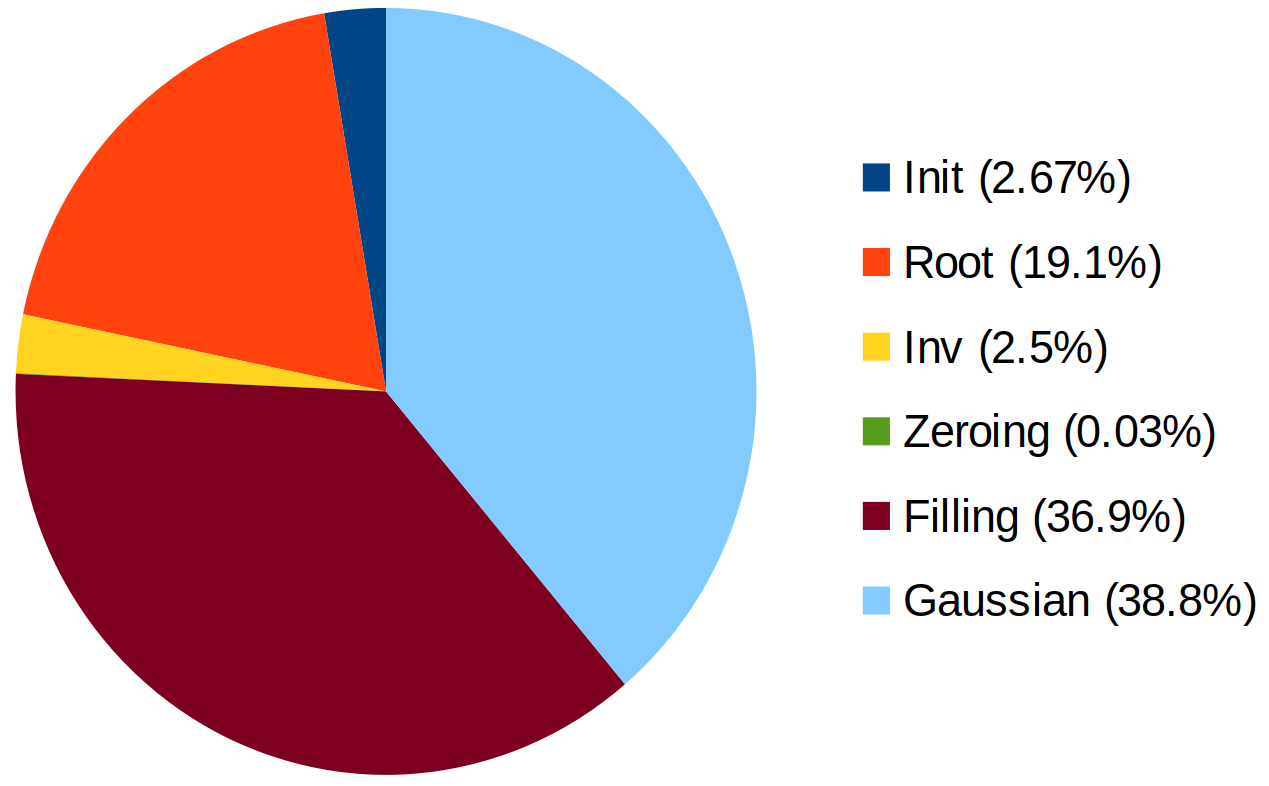 Init (2.67%)
Root (19.1%)
Inv (2.5%)
Zeroing (0.03%)
Filling (36.9%)
Gaussian (38.8%)